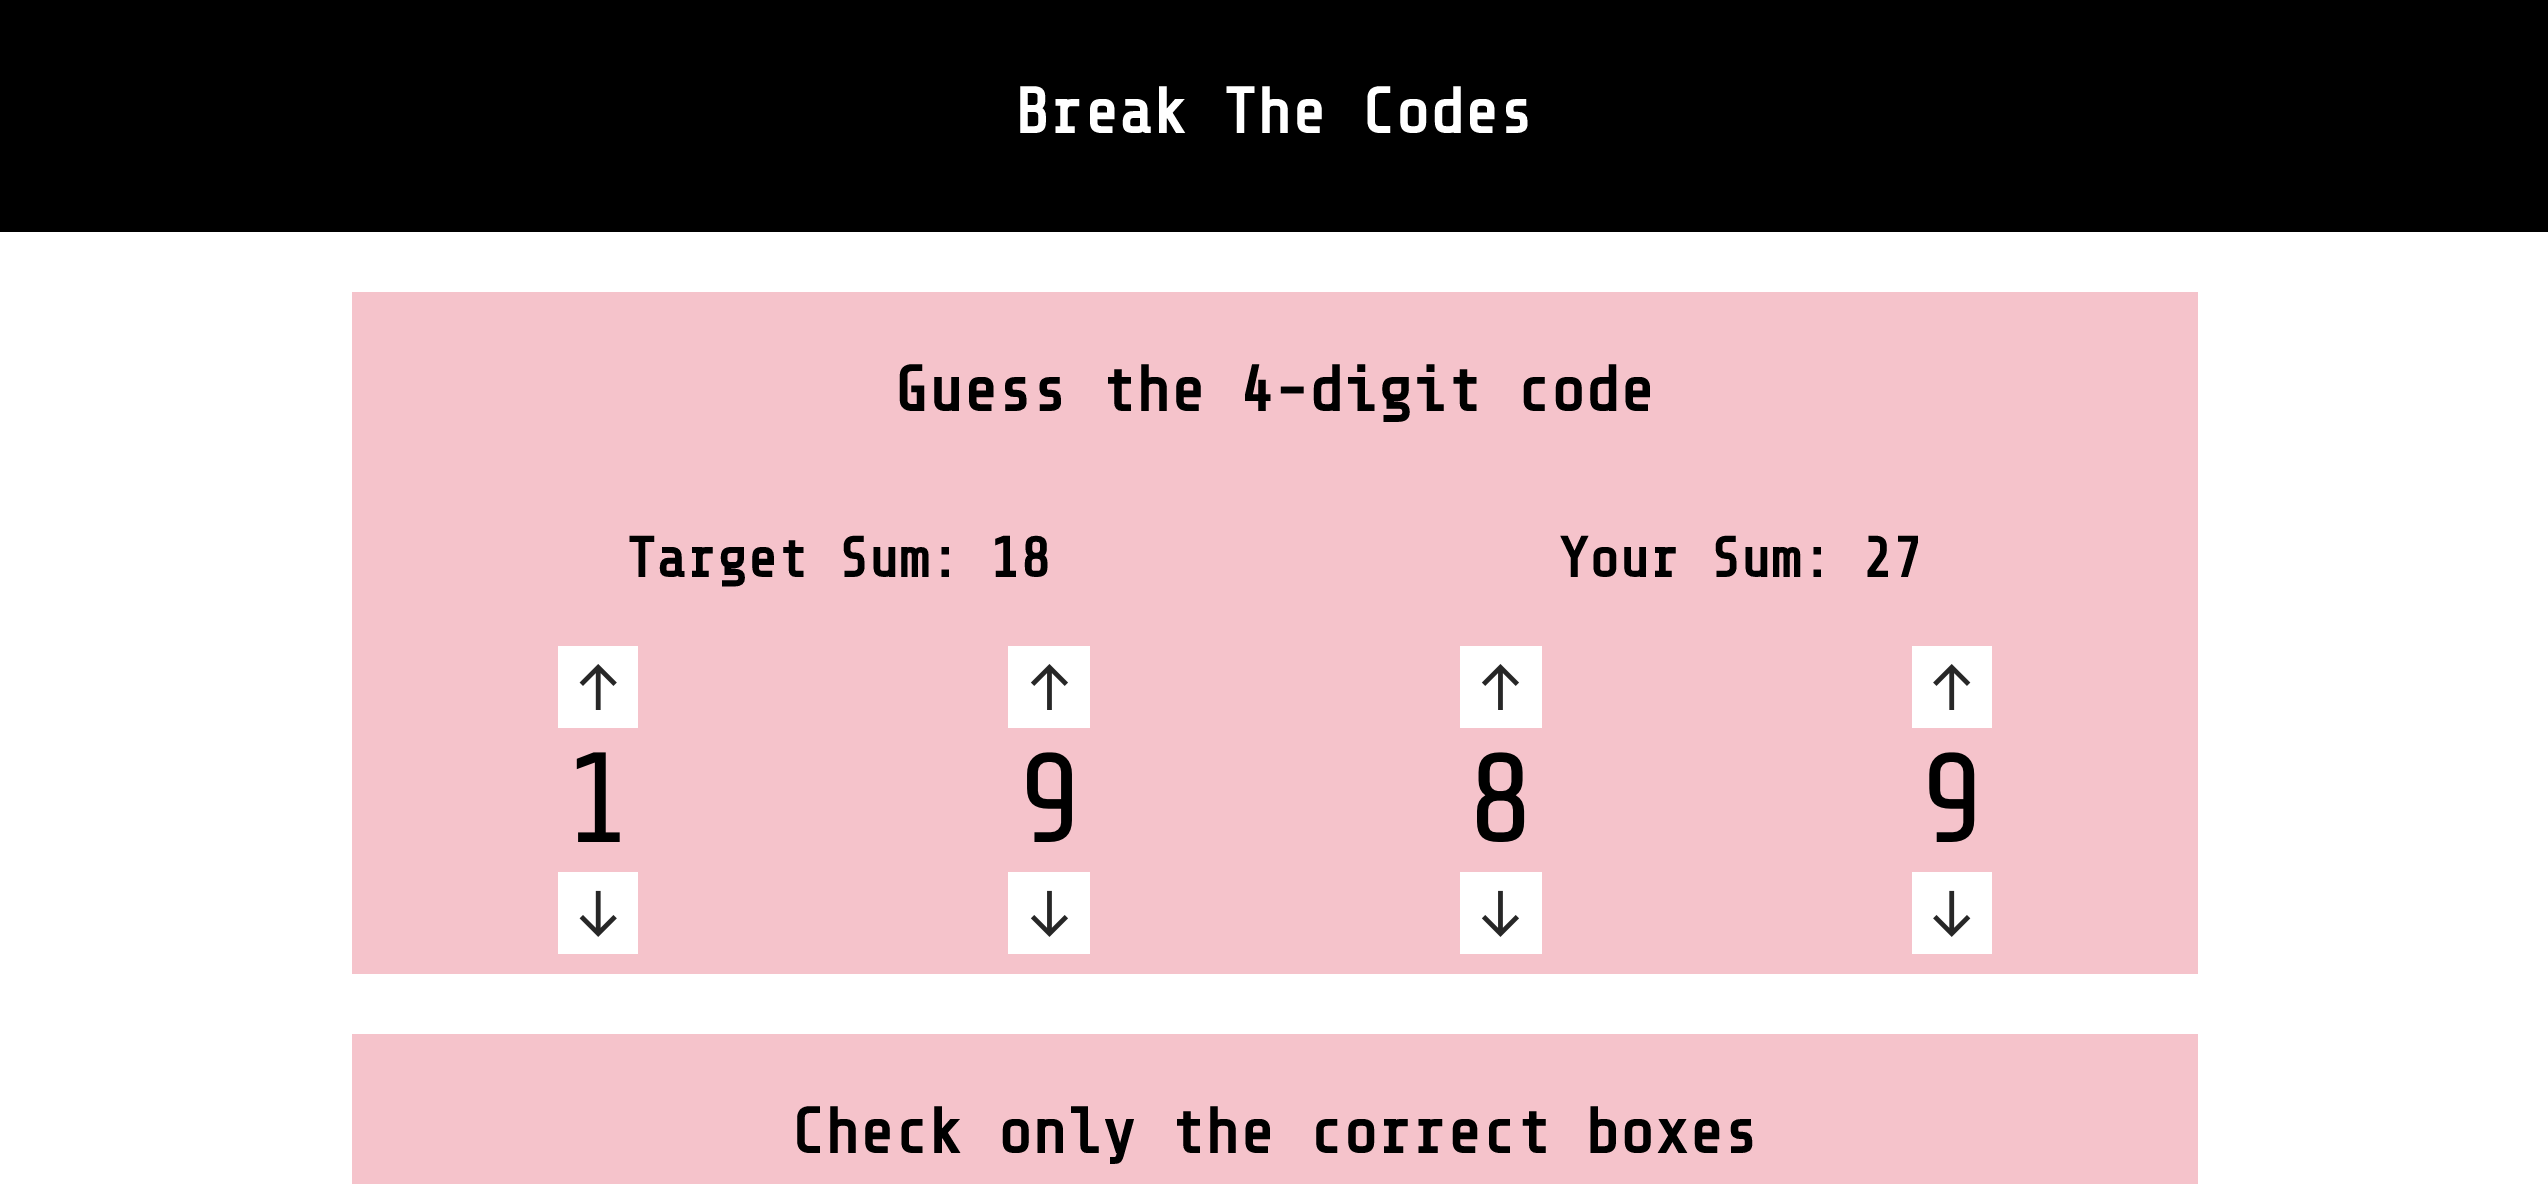 Break The Codes
Guess the 4-digit code
Target Sum: 18
Your Sum: 27
1 9 8 9
Check only the correct boxes